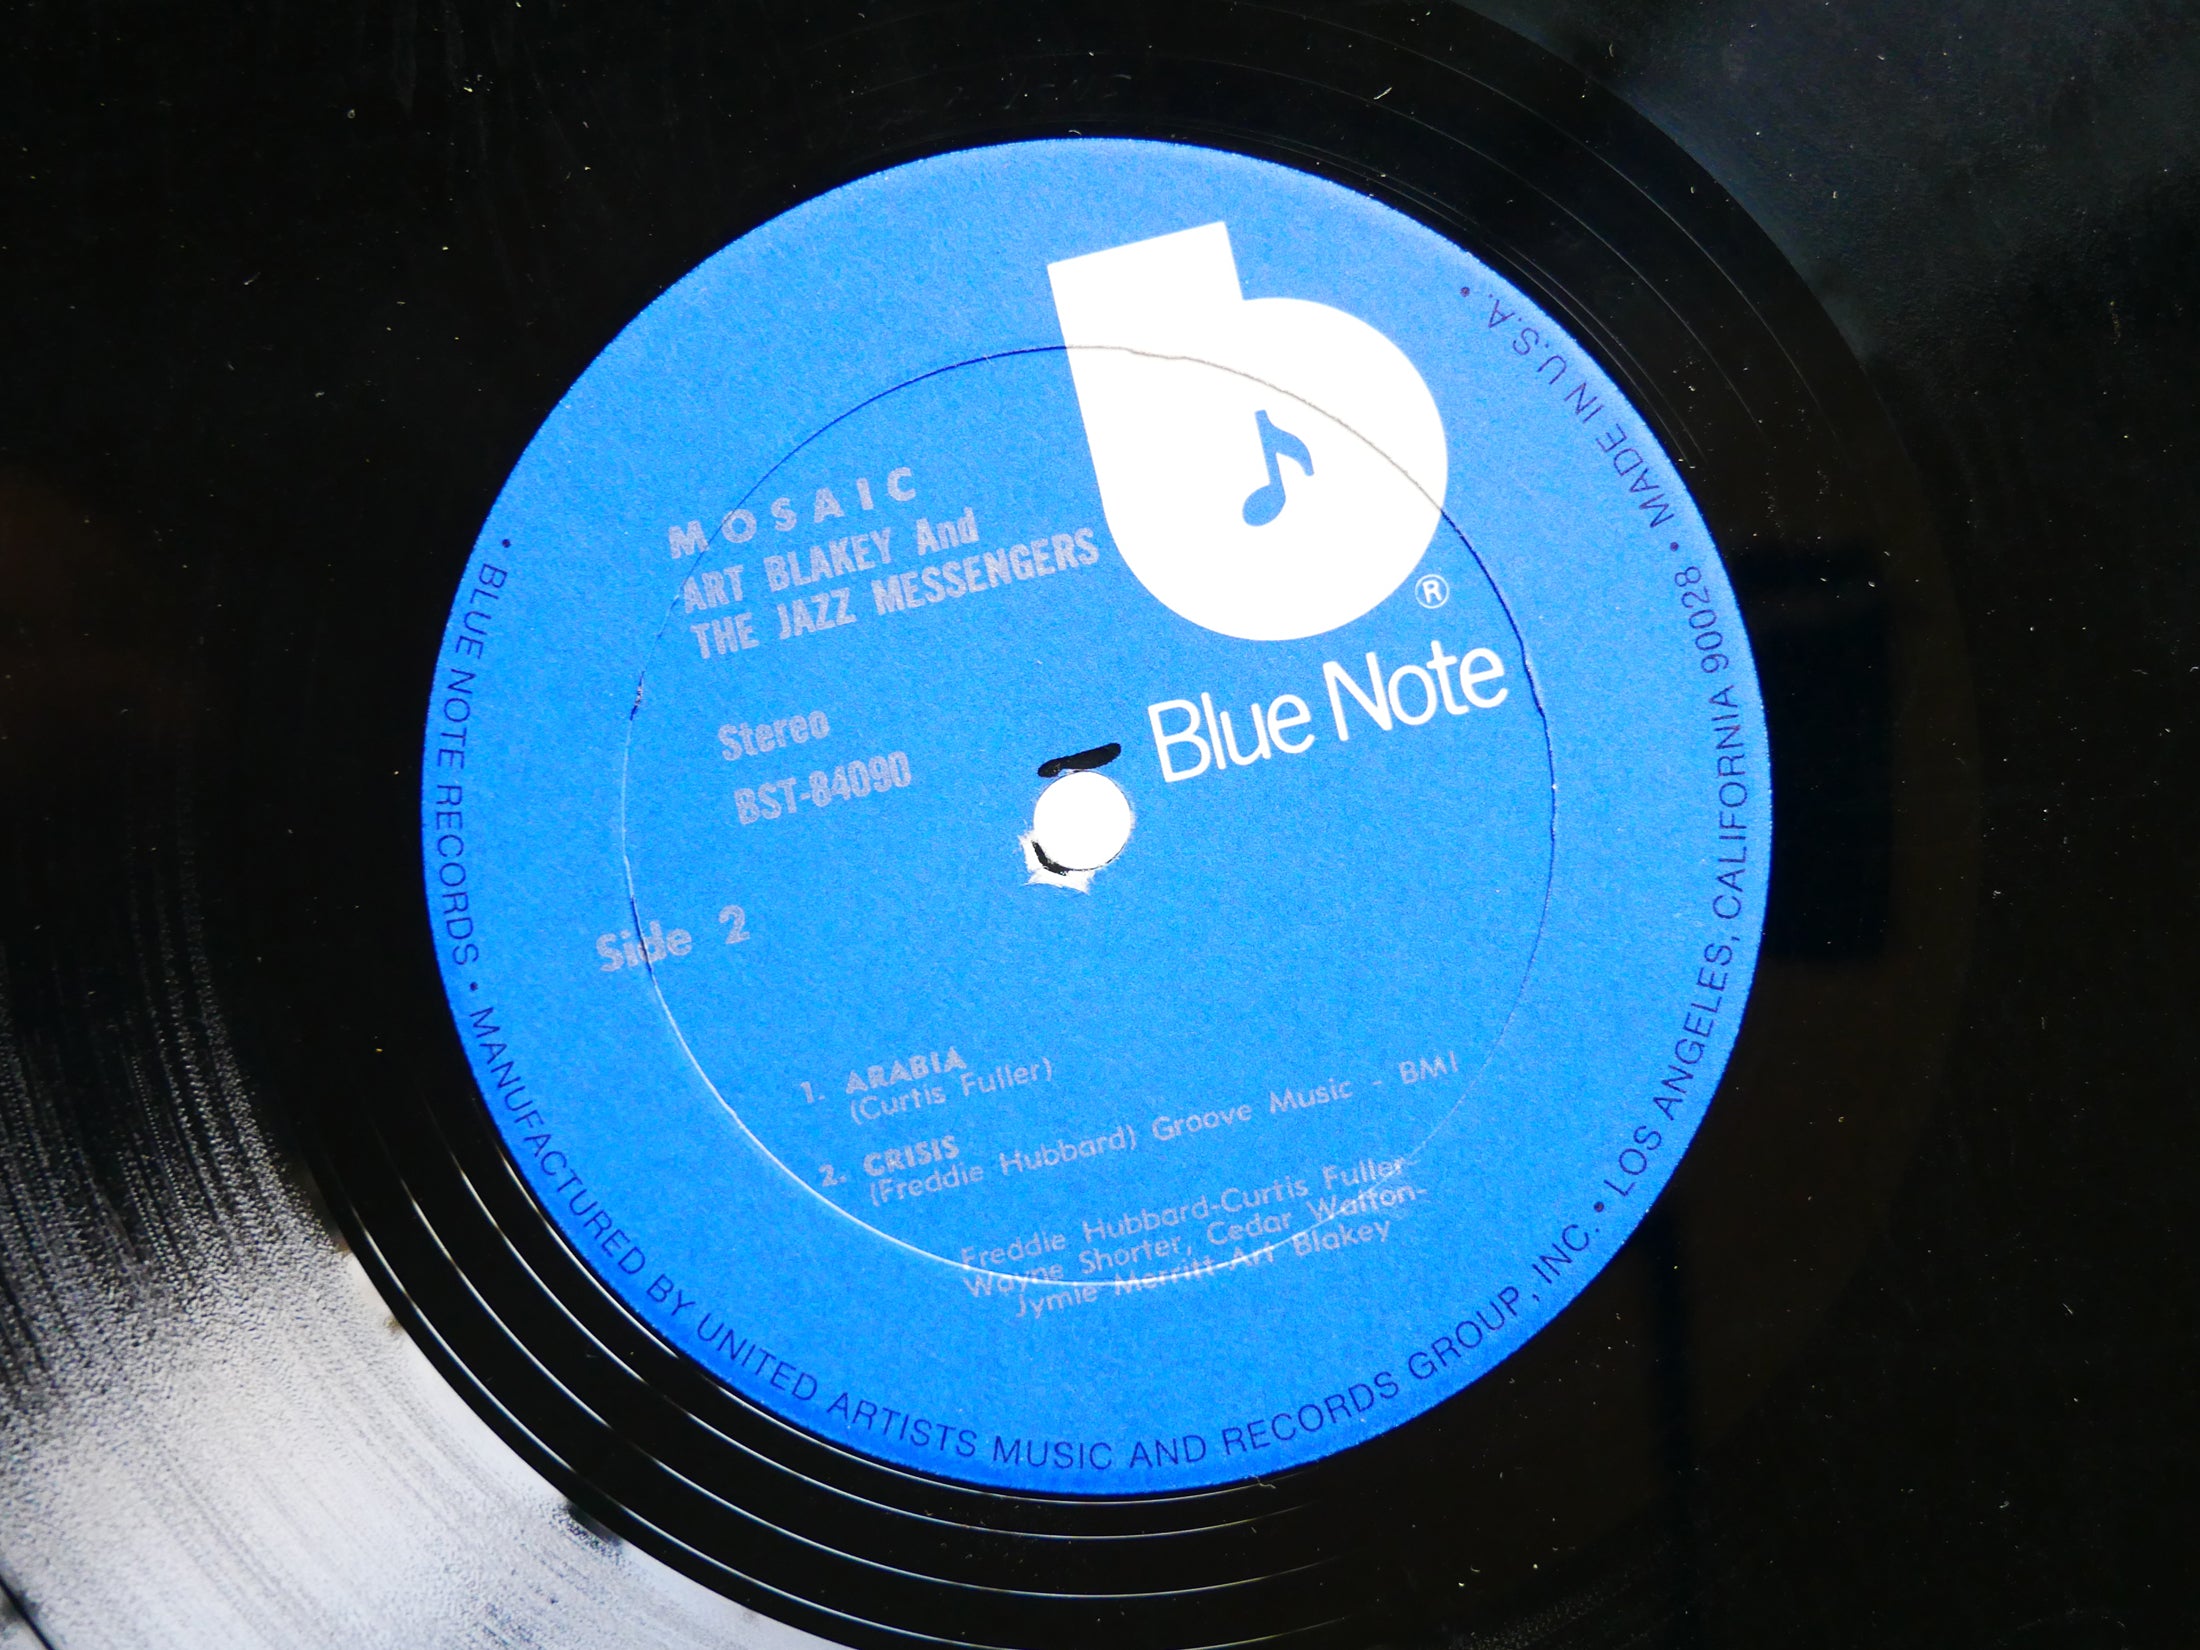 MOSAIC
ART BLAKEY And
THE JAZZ MESSENGERS
Stereo
BST-84090
®
Blue Note
Side 2
1. ARABIA
(Curtis Fuller)
2. CRISIS
(Freddie Hubbard) Groove Music - BMI
Freddie Hubbard-Curtis Fuller-
Wayne Shorter, Cedar Walton-
Jymie Merritt-Art Blakey
• BLUE NOTE RECORDS • MANUFACTURED BY UNITED ARTISTS MUSIC AND RECORDS GROUP, INC. • LOS ANGELES, CALIFORNIA 90028 • MADE IN U.S.A. •